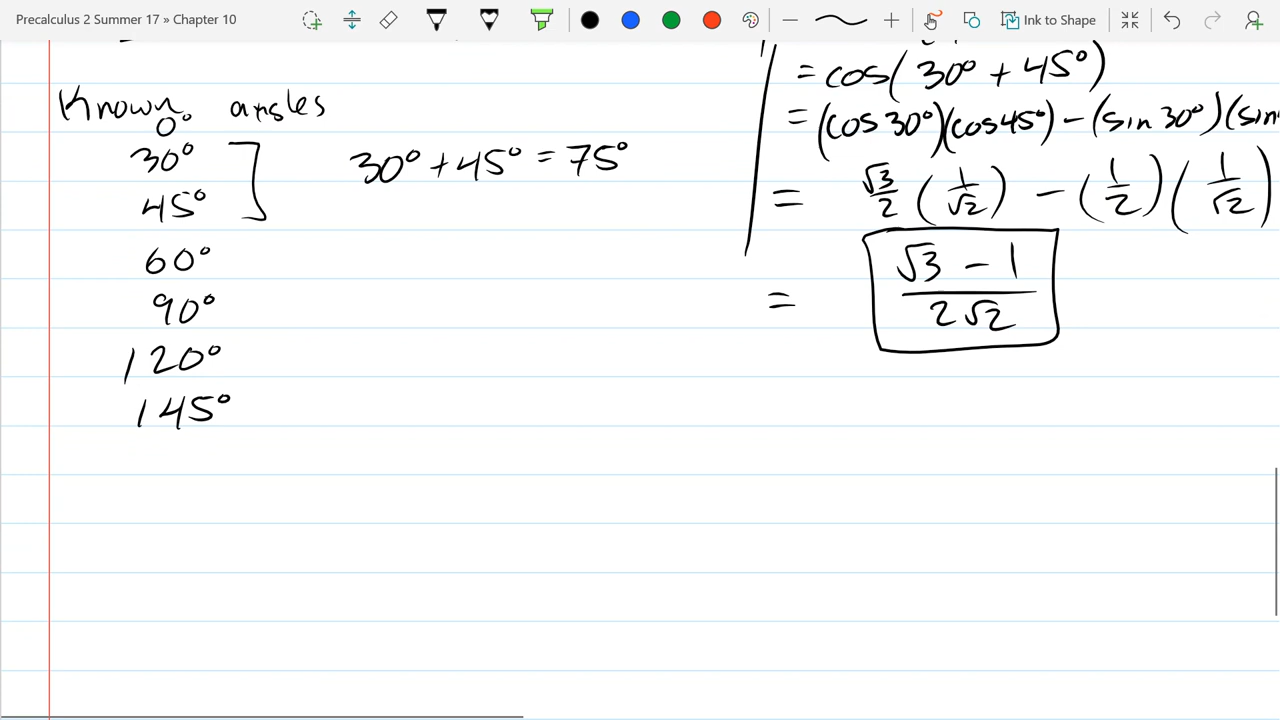 Precalculus 2 Summer 17 » Chapter 10
Ink to Shape
Known angles
0°
30°
45°
60°
90°
120°
145°
30° + 45° = 75°
= cos( 30° + 45°)
= (cos 30°)(cos 45°) − (sin 30°)(sin
= √3/2 (1/√2) − (1/2)(1/√2)
= √3 − 1
2√2